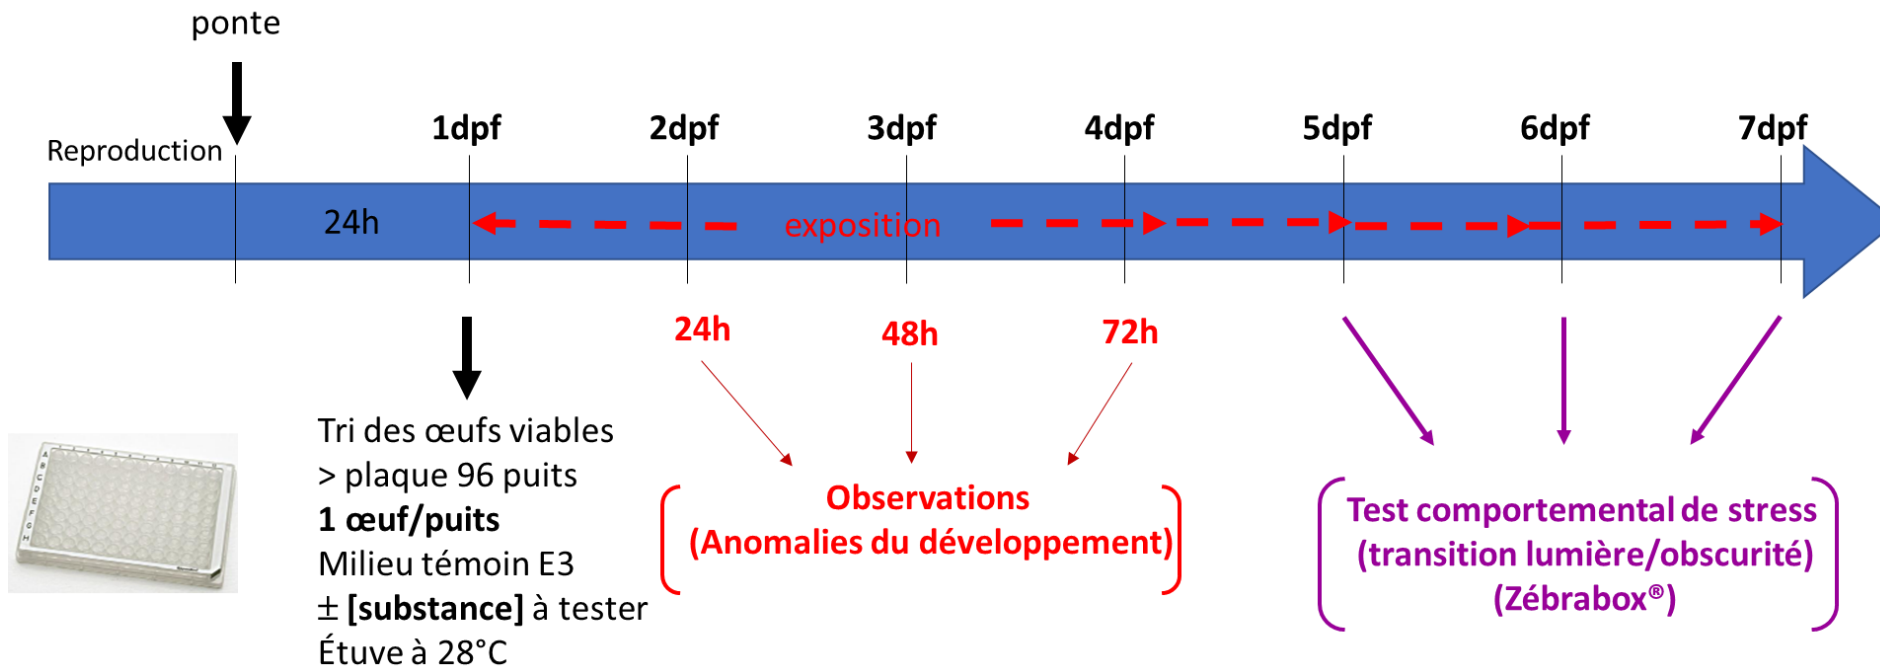 ponte
Reproduction
1dpf
2dpf
3dpf
4dpf
5dpf
6dpf
7dpf
24h
exposition
24h
48h
72h
Tri des œufs viables
> plaque 96 puits
1 œuf/puits
Milieu témoin E3
± [substance] à tester
Étuve à 28°C
Observations
(Anomalies du développement)
Test comportemental de stress
(transition lumière/obscurité)
(Zébrabox®)
A
B
C
D
E
F
G
H